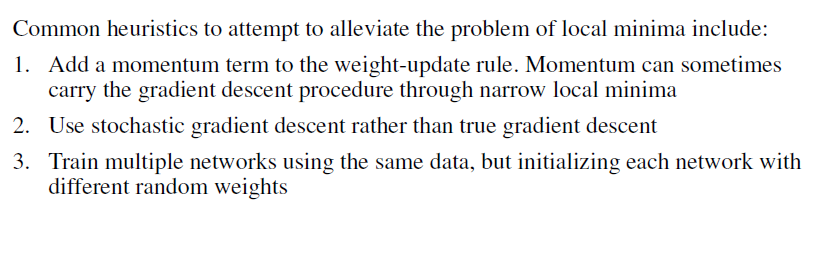 Common heuristics to attempt to alleviate the problem of local minima include:
1. Add a momentum term to the weight-update rule. Momentum can sometimes
carry the gradient descent procedure through narrow local minima
2. Use stochastic gradient descent rather than true gradient descent
3. Train multiple networks using the same data, but initializing each network with
different random weights